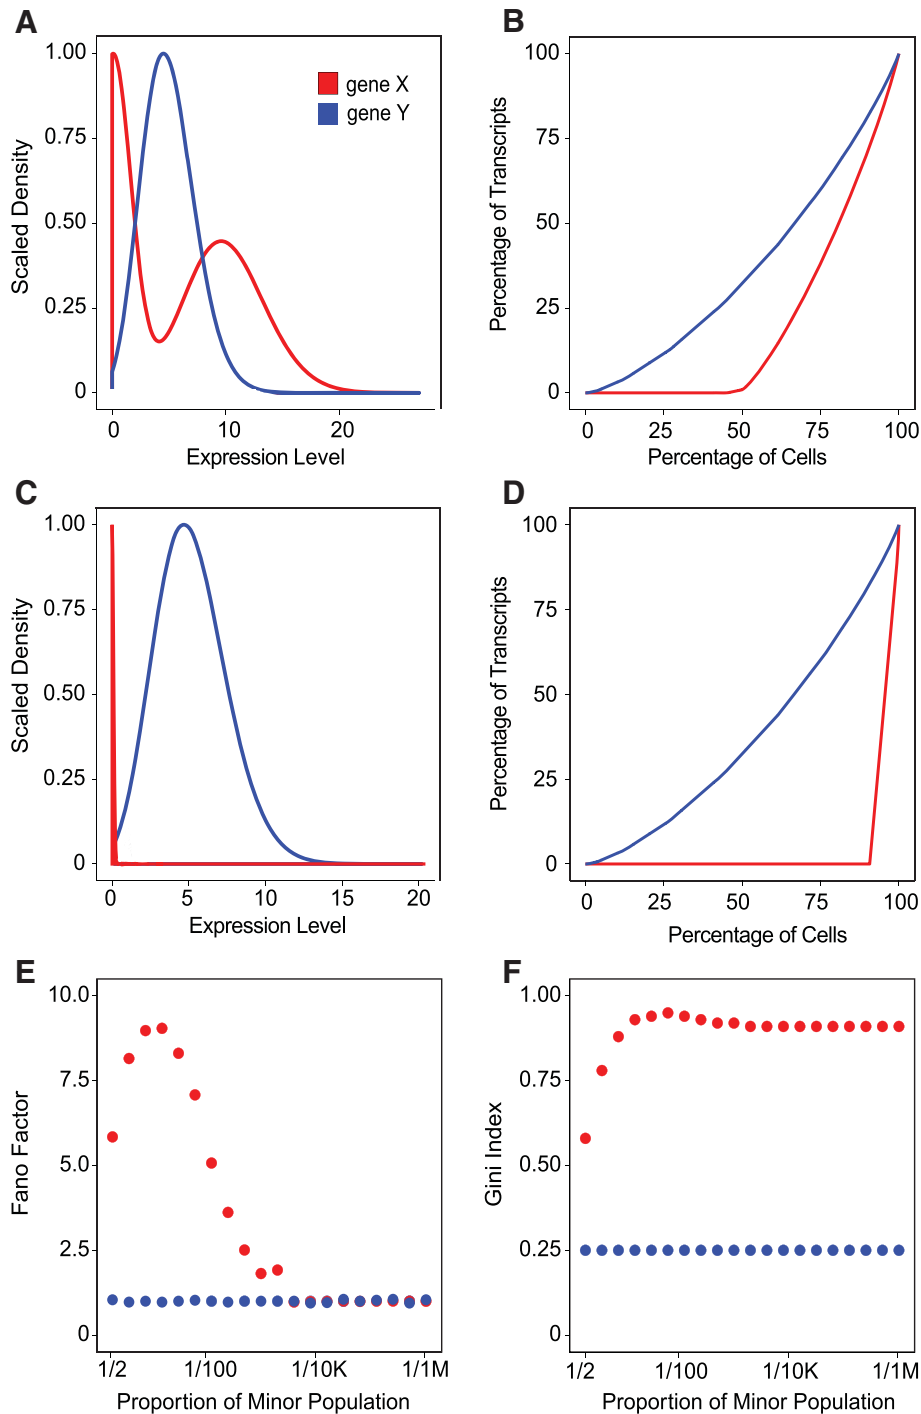 A
1.00
0.75
0.50
0.25
0
Scaled Density
gene X
gene Y
0 10 20
Expression Level
B
100
75
50
25
0
Percentage of Transcripts
0 25 50 75 100
Percentage of Cells
C
1.00
0.75
0.50
0.25
0
Scaled Density
0 5 10 15 20
Expression Level
D
100
75
50
25
0
Percentage of Transcripts
0 25 50 75 100
Percentage of Cells
E
10.0
7.5
5.0
2.5
0
Fano Factor
1/2 1/100 1/10K 1/1M
Proportion of Minor Population
F
1.00
0.75
0.50
0.25
0
Gini Index
1/2 1/100 1/10K 1/1M
Proportion of Minor Population